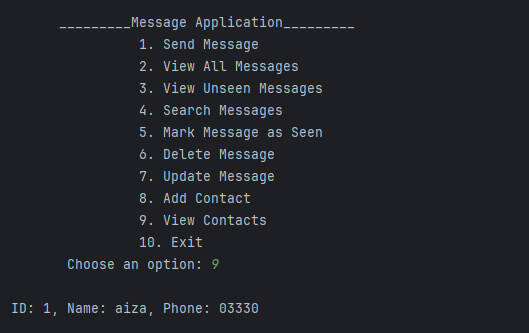 _________Message Application_________
1. Send Message
2. View All Messages
3. View Unseen Messages
4. Search Messages
5. Mark Message as Seen
6. Delete Message
7. Update Message
8. Add Contact
9. View Contacts
10. Exit
Choose an option: 9
ID: 1, Name: aiza, Phone: 03330